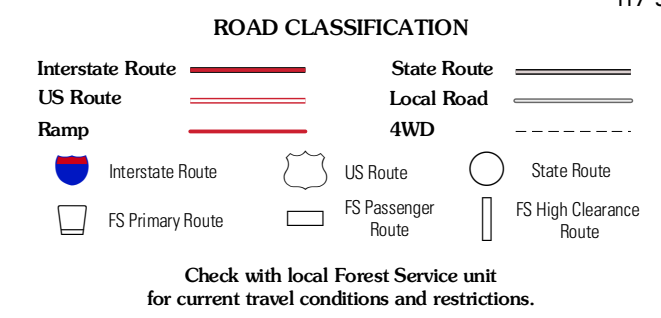 ROAD CLASSIFICATION
Interstate Route
State Route
US Route
Local Road
Ramp
4WD
Interstate Route
US Route
State Route
FS Primary Route
FS Passenger
Route
FS High Clearance
Route
Check with local Forest Service unit
for current travel conditions and restrictions.